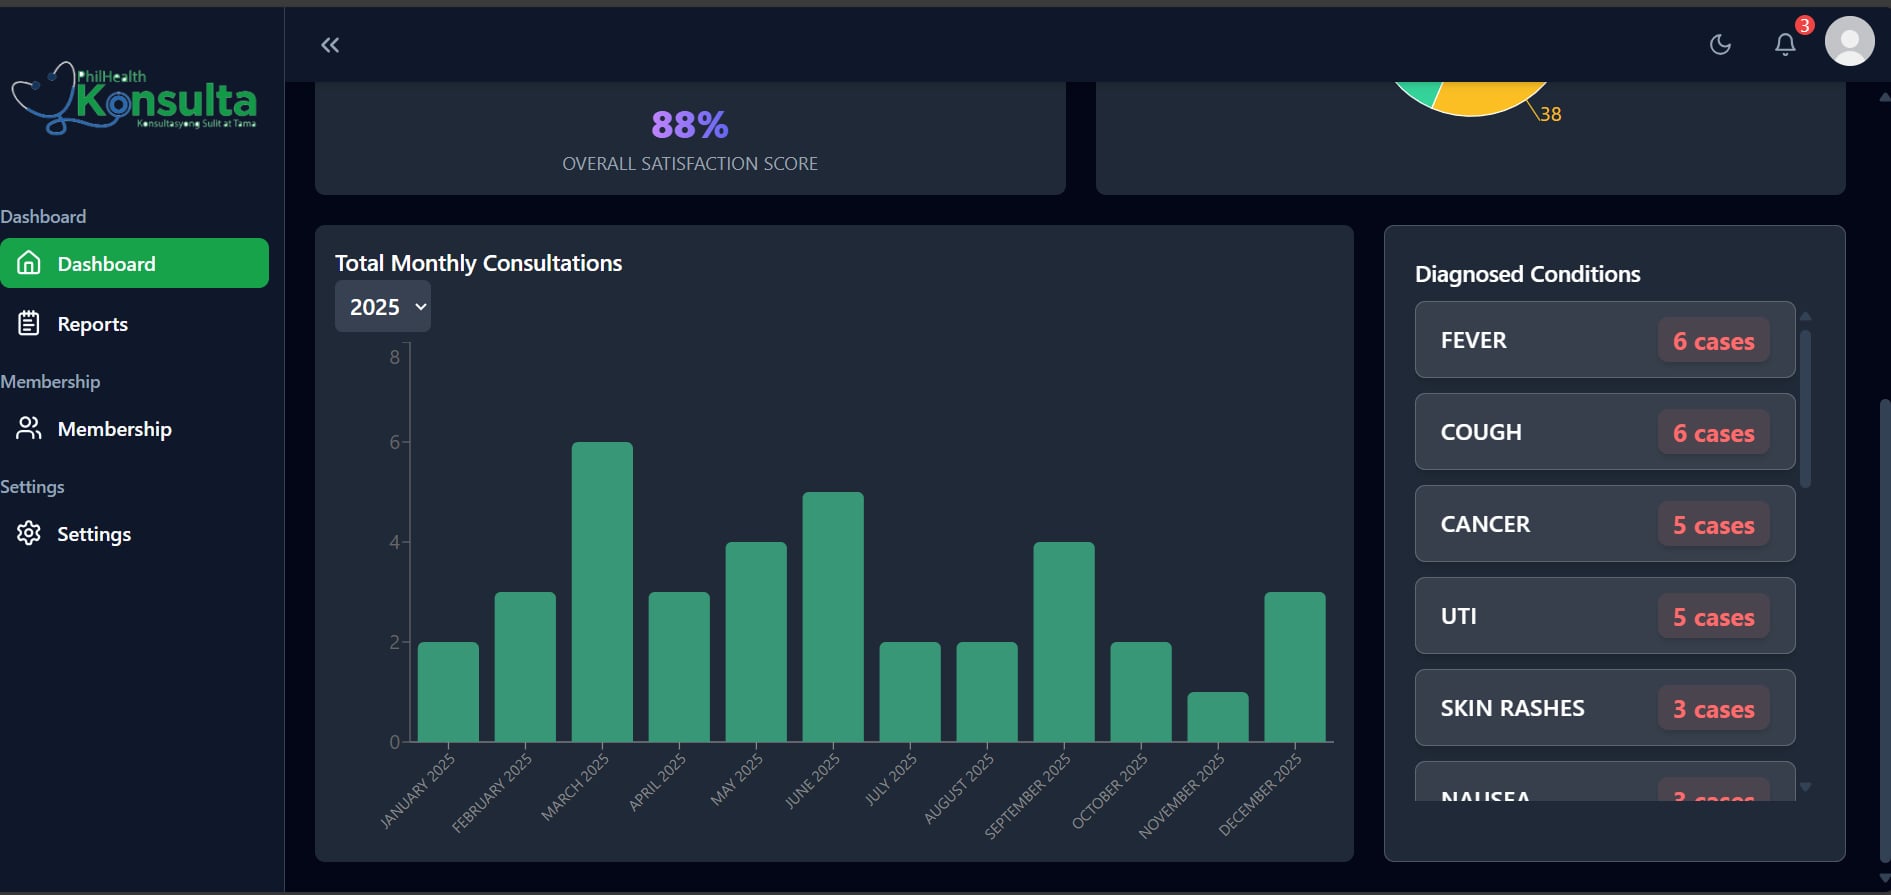 PhilHealth
Konsulta
Konsultasyong Sulit at Tama
Dashboard
Dashboard
Reports
Membership
Membership
Settings
Settings
3
88%
OVERALL SATISFACTION SCORE
38
Total Monthly Consultations
2025
8
6
4
2
0
JANUARY 2025
FEBRUARY 2025
MARCH 2025
APRIL 2025
MAY 2025
JUNE 2025
JULY 2025
AUGUST 2025
SEPTEMBER 2025
OCTOBER 2025
NOVEMBER 2025
DECEMBER 2025
Diagnosed Conditions
FEVER
6 cases
COUGH
6 cases
CANCER
5 cases
UTI
5 cases
SKIN RASHES
3 cases
NAUSEA
3 cases